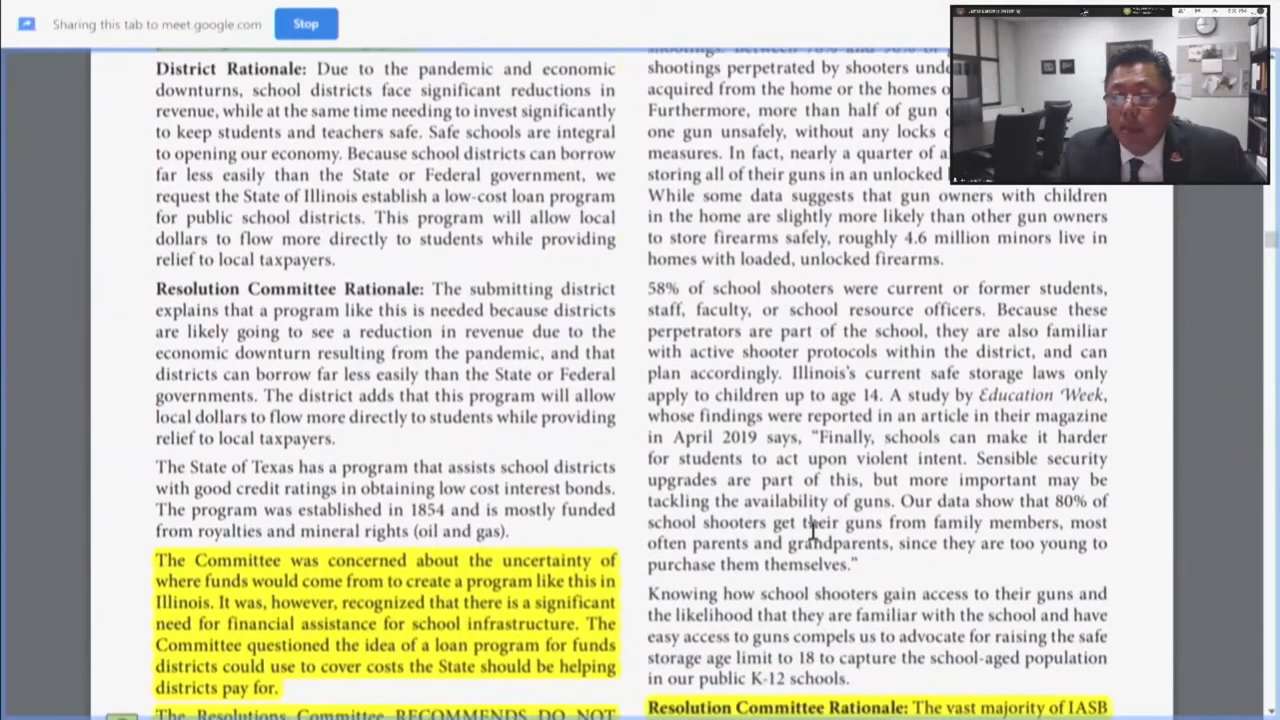 Sharing this tab to meet.google.com
Stop
District Rationale: Due to the pandemic and economic
downturns, school districts face significant reductions in
revenue, while at the same time needing to invest significantly
to keep students and teachers safe. Safe schools are integral
to opening our economy. Because school districts can borrow
far less easily than the State or Federal government, we
request the State of Illinois establish a low-cost loan program
for public school districts. This program will allow local
dollars to flow more directly to students while providing
relief to local taxpayers.
Resolution Committee Rationale: The submitting district
explains that a program like this is needed because districts
are likely going to see a reduction in revenue due to the
economic downturn resulting from the pandemic, and that
districts can borrow far less easily than the State or Federal
governments. The district adds that this program will allow
local dollars to flow more directly to students while providing
relief to local taxpayers.
The State of Texas has a program that assists school districts
with good credit ratings in obtaining low cost interest bonds.
The program was established in 1854 and is mostly funded
from royalties and mineral rights (oil and gas).
The Committee was concerned about the uncertainty of
where funds would come from to create a program like this in
Illinois. It was, however, recognized that there is a significant
need for financial assistance for school infrastructure. The
Committee questioned the idea of a loan program for funds
districts could use to cover costs the State should be helping
districts pay for.
The Resolutions Committee RECOMMENDS DO NOT
shootings. Between 70% and 90% of
shootings perpetrated by shooters
acquired from the home or the homes
Furthermore, more than half of gun
one gun unsafely, without any locks
measures. In fact, nearly a quarter of
storing all of their guns in an unlocked
While some data suggests that gun owners with children
in the home are slightly more likely than other gun owners
to store firearms safely, roughly 4.6 million minors live in
homes with loaded, unlocked firearms.
58% of school shooters were current or former students,
staff, faculty, or school resource officers. Because these
perpetrators are part of the school, they are also familiar
with active shooter protocols within the district, and can
plan accordingly. Illinois's current safe storage laws only
apply to children up to age 14. A study by Education Week,
whose findings were reported in an article in their magazine
in April 2019 says, "Finally, schools can make it harder
for students to act upon violent intent. Sensible security
upgrades are part of this, but more important may be
tackling the availability of guns. Our data show that 80% of
school shooters get their guns from family members, most
often parents and grandparents, since they are too young to
purchase them themselves."
Knowing how school shooters gain access to their guns and
the likelihood that they are familiar with the school and have
easy access to guns compels us to advocate for raising the safe
storage age limit to 18 to capture the school-aged population
in our public K-12 schools.
Resolution Committee Rationale: The vast majority of IASB